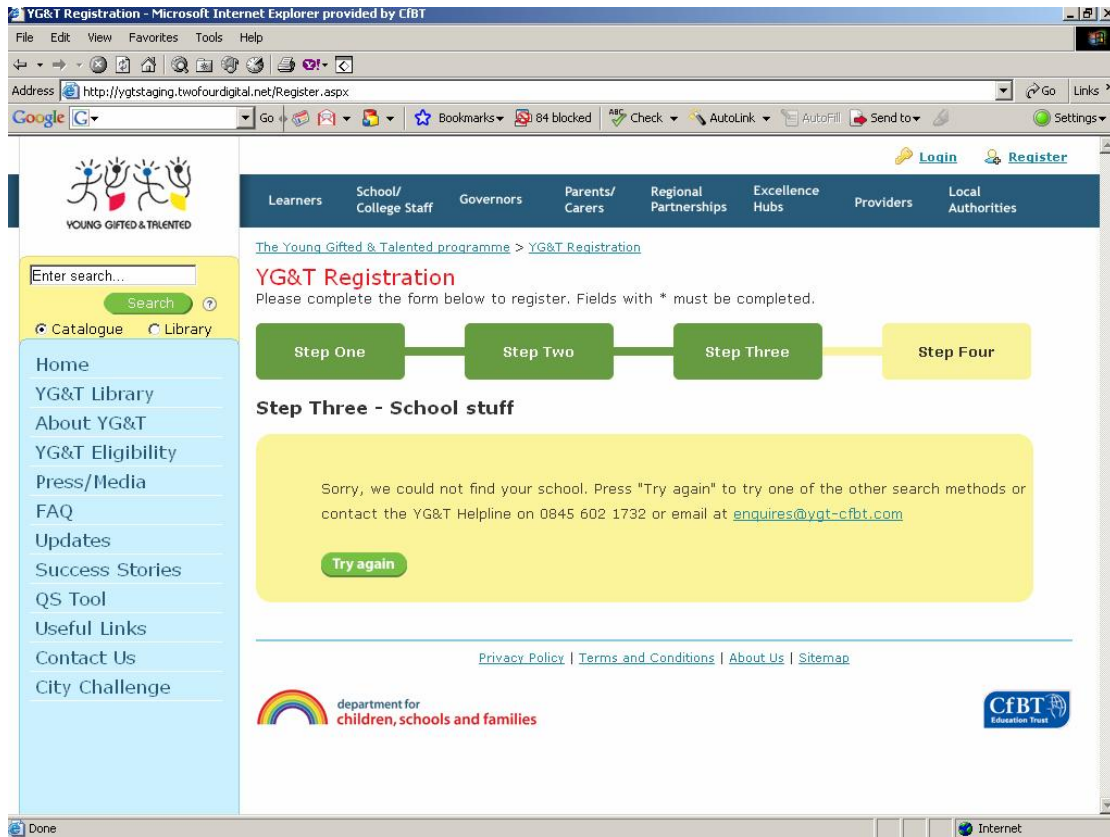 YG&T Registration - Microsoft Internet Explorer provided by CfBT
File Edit View Favorites Tools Help
Address http://ygtstaging.twofourdigital.net/Register.aspx Go Links
Google G Go Bookmarks 84 blocked ABC Check AutoLink AutoFill Send to Settings
Login Register
YOUNG GIFTED & TALENTED
Learners School/ College Staff Governors Parents/ Carers Regional Partnerships Excellence Hubs Providers Local Authorities
The Young Gifted & Talented programme > YG&T Registration
Enter search...
Search ?
Catalogue Library
YG&T Registration
Please complete the form below to register. Fields with * must be completed.
Step One Step Two Step Three Step Four
Home
YG&T Library
About YG&T
YG&T Eligibility
Press/Media
FAQ
Updates
Success Stories
QS Tool
Useful Links
Contact Us
City Challenge
Step Three - School stuff
Sorry, we could not find your school. Press "Try again" to try one of the other search methods or
contact the YG&T Helpline on 0845 602 1732 or email at enquires@ygt-cfbt.com
Try again
Privacy Policy | Terms and Conditions | About Us | Sitemap
department for
children, schools and families
CfBT
Education Trust
Done Internet